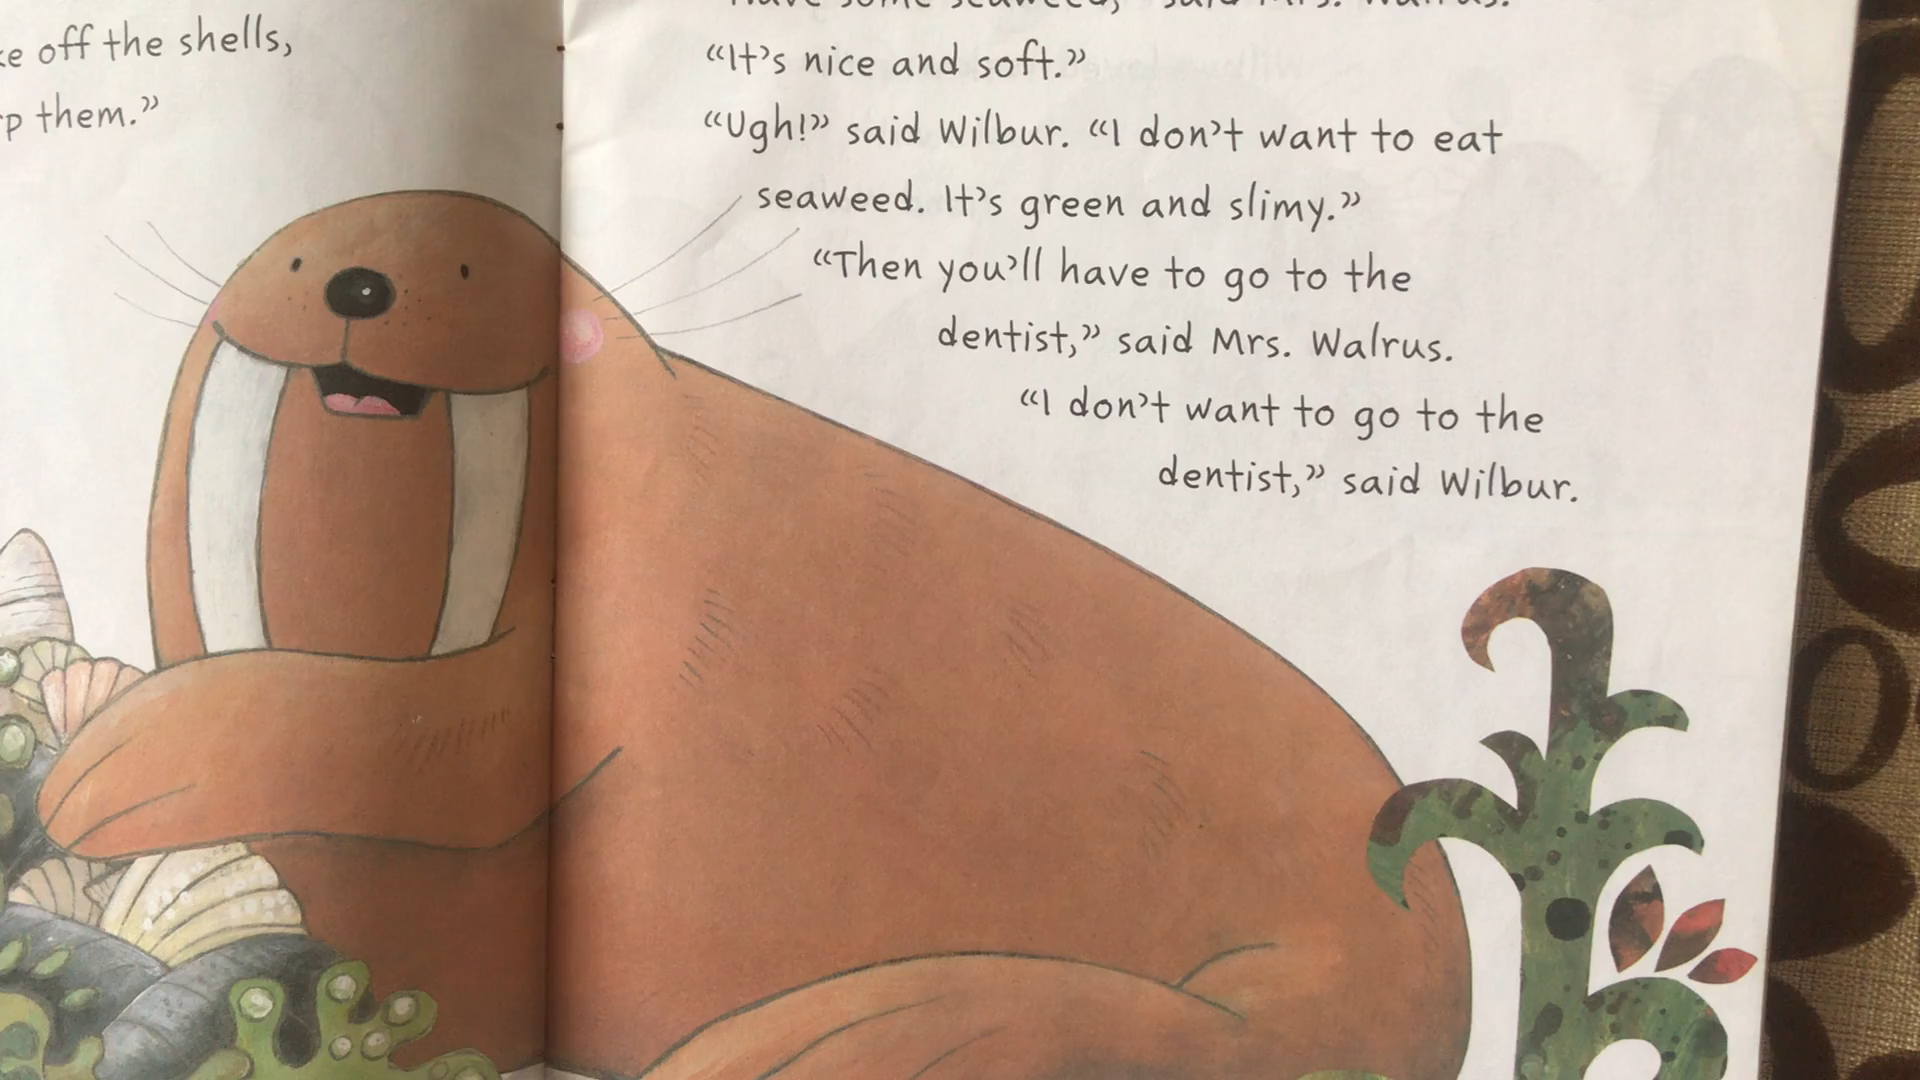 off the shells,
them.”
“It’s nice and soft.”
“Ugh!” said Wilbur. “I don’t want to eat
seaweed. It’s green and slimy.”
“Then you’ll have to go to the
dentist,” said Mrs. Walrus.
“I don’t want to go to the
dentist,” said Wilbur.